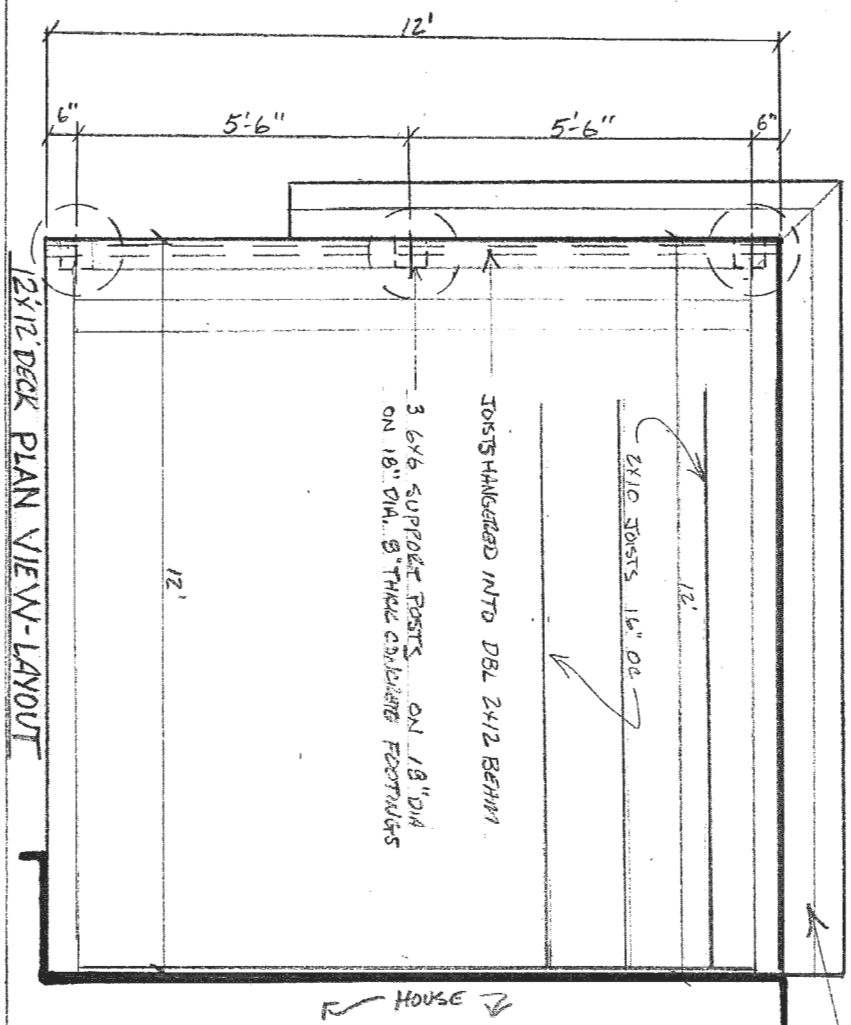 12'
6"
5'-6"
5'-6"
6"
2X10 JOISTS 16" OC
12'
JOISTS HANGERED INTO DBL 2X12 BEAM
3 6X6 SUPPORT POSTS ON 18" DIA
ON 18" DIA. 8" THICK CONCRETE FOOTINGS
12'
12'X12' DECK PLAN VIEW-LAYOUT
HOUSE